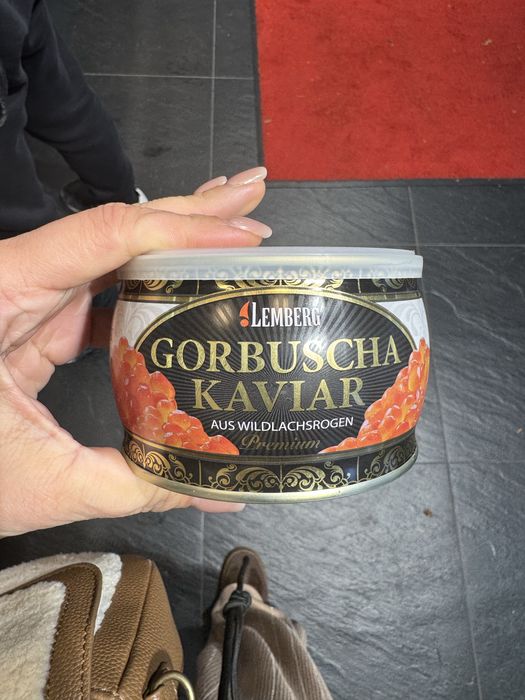 LEMBERG
GORBUSCHA
KAVIAR
AUS WILDLACHSROGEN
Premium